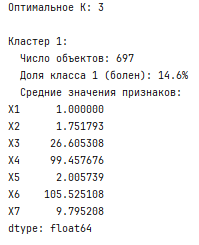 Оптимальное K: 3
Кластер 1:
Число объектов: 697
Доля класса 1 (болен): 14.6%
Средние значения признаков:
X1 1.000000
X2 1.751793
X3 26.605308
X4 99.457676
X5 2.005739
X6 105.525108
X7 9.795208
dtype: float64